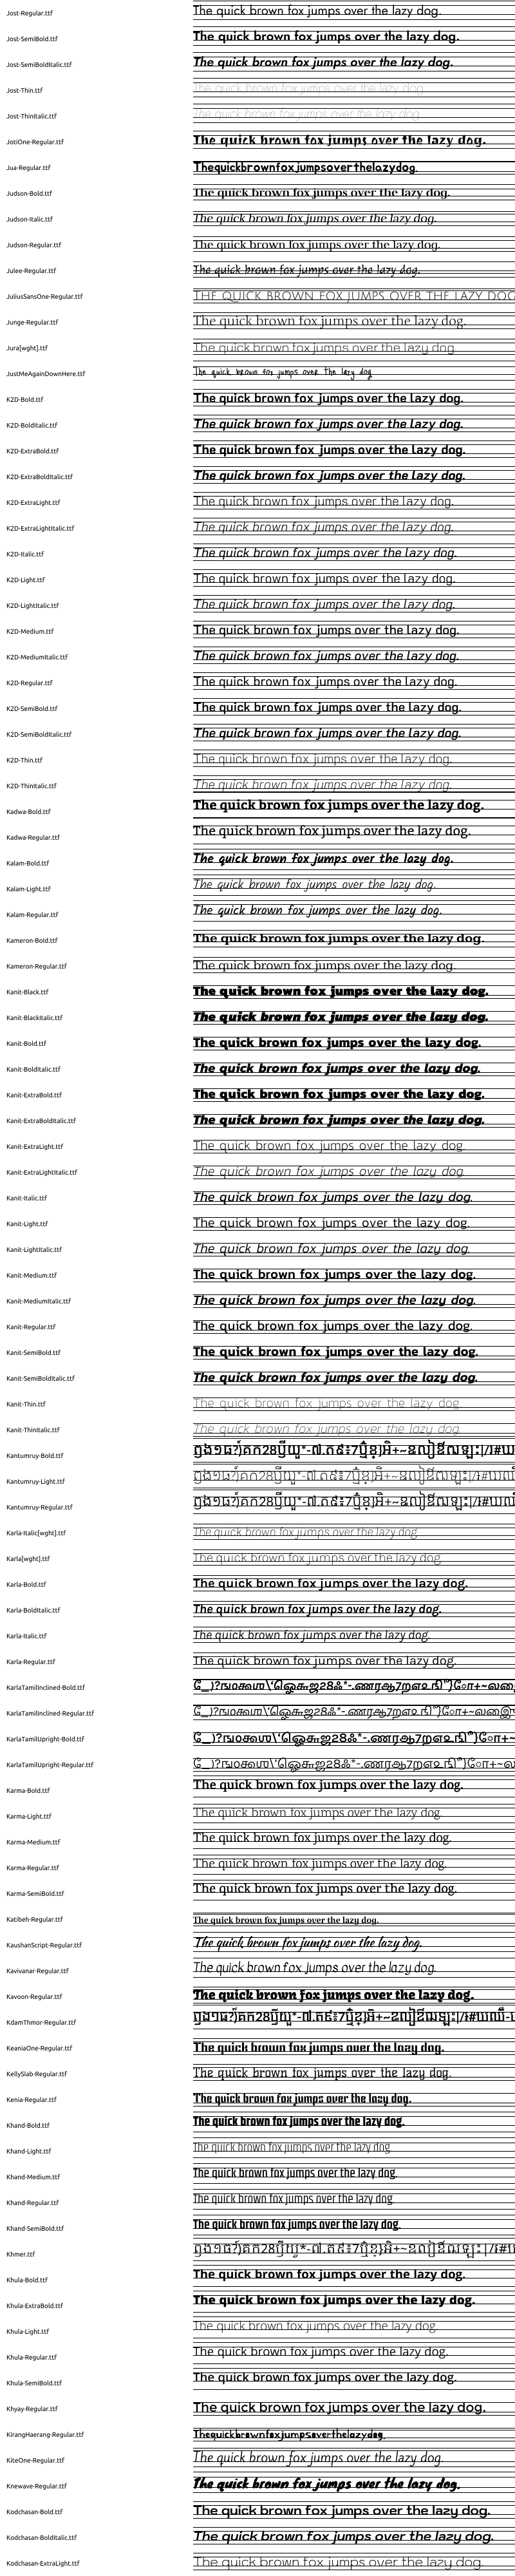 Jost-Regular.ttf The quick brown fox jumps over the lazy dog.
Jost-SemiBold.ttf The quick brown fox jumps over the lazy dog.
Jost-SemiBoldItalic.ttf The quick brown fox jumps over the lazy dog.
Jost-Thin.ttf The quick brown fox jumps over the lazy dog.
Jost-ThinItalic.ttf The quick brown fox jumps over the lazy dog.
JotiOne-Regular.ttf The quick brown fox jumps over the lazy dog.
Jua-Regular.ttf Thequickbrownfoxjumpsoverthelazydog.
Judson-Bold.ttf The quick brown fox jumps over the lazy dog.
Judson-Italic.ttf The quick brown fox jumps over the lazy dog.
Judson-Regular.ttf The quick brown fox jumps over the lazy dog.
Julee-Regular.ttf The quick brown fox jumps over the lazy dog.
JuliusSansOne-Regular.ttf THE QUICK BROWN FOX JUMPS OVER THE LAZY DOG
Junge-Regular.ttf The quick brown fox jumps over the lazy dog.
Jura[wght].ttf The quick brown fox jumps over the lazy dog.
JustMeAgainDownHere.ttf The quick brown fox jumps over the lazy dog.
K2D-Bold.ttf The quick brown fox jumps over the lazy dog.
K2D-BoldItalic.ttf The quick brown fox jumps over the lazy dog.
K2D-ExtraBold.ttf The quick brown fox jumps over the lazy dog.
K2D-ExtraBoldItalic.ttf The quick brown fox jumps over the lazy dog.
K2D-ExtraLight.ttf The quick brown fox jumps over the lazy dog.
K2D-ExtraLightItalic.ttf The quick brown fox jumps over the lazy dog.
K2D-Italic.ttf The quick brown fox jumps over the lazy dog.
K2D-Light.ttf The quick brown fox jumps over the lazy dog.
K2D-LightItalic.ttf The quick brown fox jumps over the lazy dog.
K2D-Medium.ttf The quick brown fox jumps over the lazy dog.
K2D-MediumItalic.ttf The quick brown fox jumps over the lazy dog.
K2D-Regular.ttf The quick brown fox jumps over the lazy dog.
K2D-SemiBold.ttf The quick brown fox jumps over the lazy dog.
K2D-SemiBoldItalic.ttf The quick brown fox jumps over the lazy dog.
K2D-Thin.ttf The quick brown fox jumps over the lazy dog.
K2D-ThinItalic.ttf The quick brown fox jumps over the lazy dog.
Kadwa-Bold.ttf The quick brown fox jumps over the lazy dog.
Kadwa-Regular.ttf The quick brown fox jumps over the lazy dog.
Kalam-Bold.ttf The quick brown fox jumps over the lazy dog.
Kalam-Light.ttf The quick brown fox jumps over the lazy dog.
Kalam-Regular.ttf The quick brown fox jumps over the lazy dog.
Kameron-Bold.ttf The quick brown fox jumps over the lazy dog.
Kameron-Regular.ttf The quick brown fox jumps over the lazy dog.
Kanit-Black.ttf The quick brown fox jumps over the lazy dog.
Kanit-BlackItalic.ttf The quick brown fox jumps over the lazy dog.
Kanit-Bold.ttf The quick brown fox jumps over the lazy dog.
Kanit-BoldItalic.ttf The quick brown fox jumps over the lazy dog.
Kanit-ExtraBold.ttf The quick brown fox jumps over the lazy dog.
Kanit-ExtraBoldItalic.ttf The quick brown fox jumps over the lazy dog.
Kanit-ExtraLight.ttf The quick brown fox jumps over the lazy dog.
Kanit-ExtraLightItalic.ttf The quick brown fox jumps over the lazy dog.
Kanit-Italic.ttf The quick brown fox jumps over the lazy dog.
Kanit-Light.ttf The quick brown fox jumps over the lazy dog.
Kanit-LightItalic.ttf The quick brown fox jumps over the lazy dog.
Kanit-Medium.ttf The quick brown fox jumps over the lazy dog.
Kanit-MediumItalic.ttf The quick brown fox jumps over the lazy dog.
Kanit-Regular.ttf The quick brown fox jumps over the lazy dog.
Kanit-SemiBold.ttf The quick brown fox jumps over the lazy dog.
Kanit-SemiBoldItalic.ttf The quick brown fox jumps over the lazy dog.
Kanit-Thin.ttf The quick brown fox jumps over the lazy dog.
Kanit-ThinItalic.ttf The quick brown fox jumps over the lazy dog.
Kantumruy-Bold.ttf
Kantumruy-Light.ttf
Kantumruy-Regular.ttf
Karla-Italic[wght].ttf The quick brown fox jumps over the lazy dog.
Karla[wght].ttf The quick brown fox jumps over the lazy dog.
Karla-Bold.ttf The quick brown fox jumps over the lazy dog.
Karla-BoldItalic.ttf The quick brown fox jumps over the lazy dog.
Karla-Italic.ttf The quick brown fox jumps over the lazy dog.
Karla-Regular.ttf The quick brown fox jumps over the lazy dog.
KarlaTamilInclined-Bold.ttf
KarlaTamilInclined-Regular.ttf
KarlaTamilUpright-Bold.ttf
KarlaTamilUpright-Regular.ttf
Karma-Bold.ttf The quick brown fox jumps over the lazy dog.
Karma-Light.ttf The quick brown fox jumps over the lazy dog.
Karma-Medium.ttf The quick brown fox jumps over the lazy dog.
Karma-Regular.ttf The quick brown fox jumps over the lazy dog.
Karma-SemiBold.ttf The quick brown fox jumps over the lazy dog.
Katibeh-Regular.ttf The quick brown fox jumps over the lazy dog.
KaushanScript-Regular.ttf The quick brown fox jumps over the lazy dog.
Kavivanar-Regular.ttf The quick brown fox jumps over the lazy dog.
Kavoon-Regular.ttf The quick brown fox jumps over the lazy dog.
KdamThmor-Regular.ttf
KeaniaOne-Regular.ttf The quick brown fox jumps over the lazy dog.
KellySlab-Regular.ttf The quick brown fox jumps over the lazy dog.
Kenia-Regular.ttf The quick brown fox jumps over the lazy dog.
Khand-Bold.ttf The quick brown fox jumps over the lazy dog.
Khand-Light.ttf The quick brown fox jumps over the lazy dog.
Khand-Medium.ttf The quick brown fox jumps over the lazy dog.
Khand-Regular.ttf The quick brown fox jumps over the lazy dog.
Khand-SemiBold.ttf The quick brown fox jumps over the lazy dog.
Khmer.ttf
Khula-Bold.ttf The quick brown fox jumps over the lazy dog.
Khula-ExtraBold.ttf The quick brown fox jumps over the lazy dog.
Khula-Light.ttf The quick brown fox jumps over the lazy dog.
Khula-Regular.ttf The quick brown fox jumps over the lazy dog.
Khula-SemiBold.ttf The quick brown fox jumps over the lazy dog.
Khyay-Regular.ttf The quick brown fox jumps over the lazy dog.
KirangHaerang-Regular.ttf Thequickbrownfoxjumpsoverthelazydog.
KiteOne-Regular.ttf The quick brown fox jumps over the lazy dog.
Knewave-Regular.ttf The quick brown fox jumps over the lazy dog.
Kodchasan-Bold.ttf The quick brown fox jumps over the lazy dog.
Kodchasan-BoldItalic.ttf The quick brown fox jumps over the lazy dog.
Kodchasan-ExtraLight.ttf The quick brown fox jumps over the lazy dog.